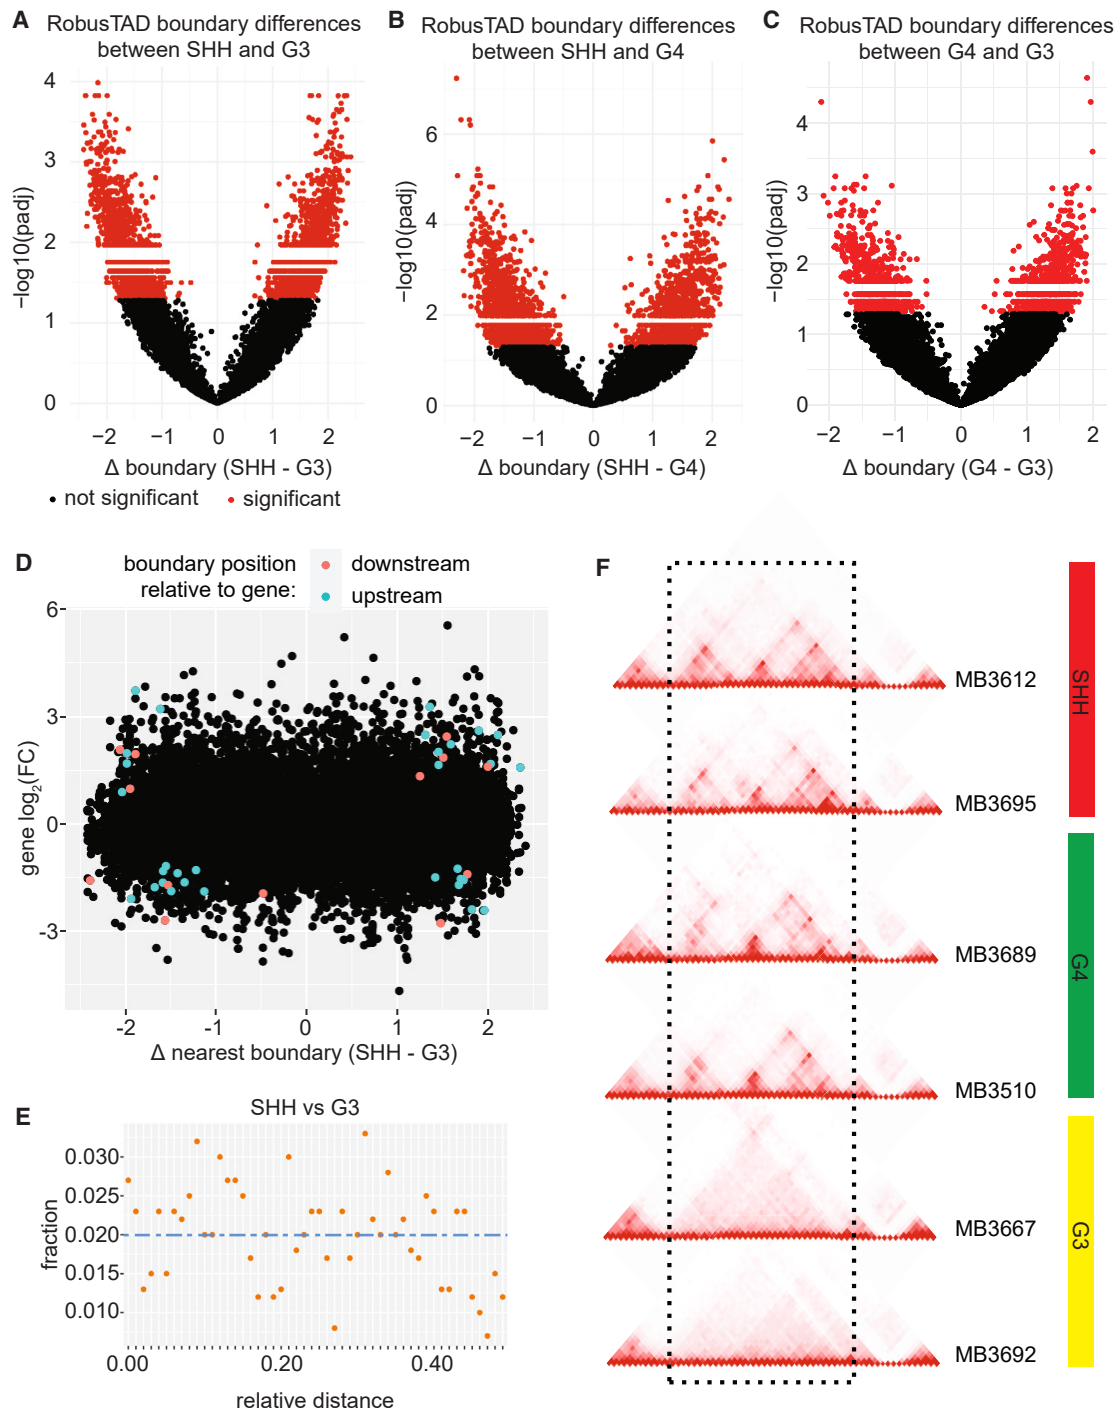 A
RobusTAD boundary differences
between SHH and G3
4
3
2
1
0
−log10(padj)
−2
−1
0
1
2
Δ boundary (SHH - G3)
not significant
significant
B
RobusTAD boundary differences
between SHH and G4
6
4
2
0
−log10(padj)
−2
−1
0
1
2
Δ boundary (SHH - G4)
C
RobusTAD boundary differences
between G4 and G3
4
3
2
1
0
−log10(padj)
−2
−1
0
1
2
Δ boundary (G4 - G3)
D
boundary position
relative to gene:
downstream
upstream
6
3
0
-3
gene log2(FC)
-2
-1
0
1
2
Δ nearest boundary (SHH - G3)
E
SHH vs G3
0.030
0.025
0.020
0.015
0.010
fraction
0.00
0.20
0.40
relative distance
F
MB3612
MB3695
SHH
MB3689
MB3510
G4
MB3667
MB3692
G3